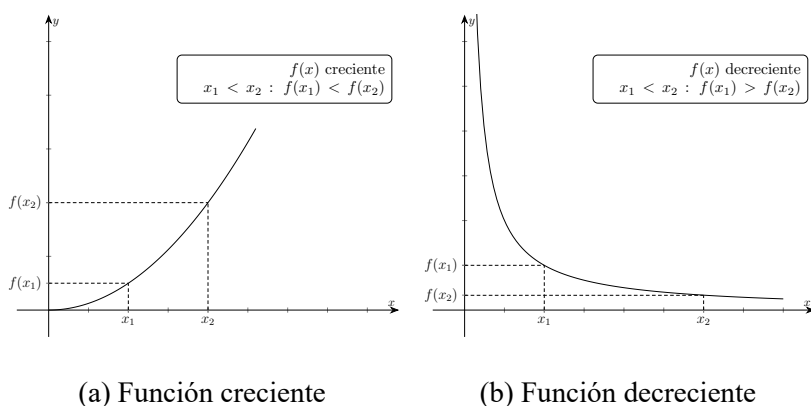 y
f(x) creciente
x₁ < x₂ : f(x₁) < f(x₂)
f(x₂)
f(x₁)
x₁
x₂
x
(a) Función creciente
y
f(x) decreciente
x₁ < x₂ : f(x₁) > f(x₂)
f(x₁)
f(x₂)
x₁
x₂
x
(b) Función decreciente